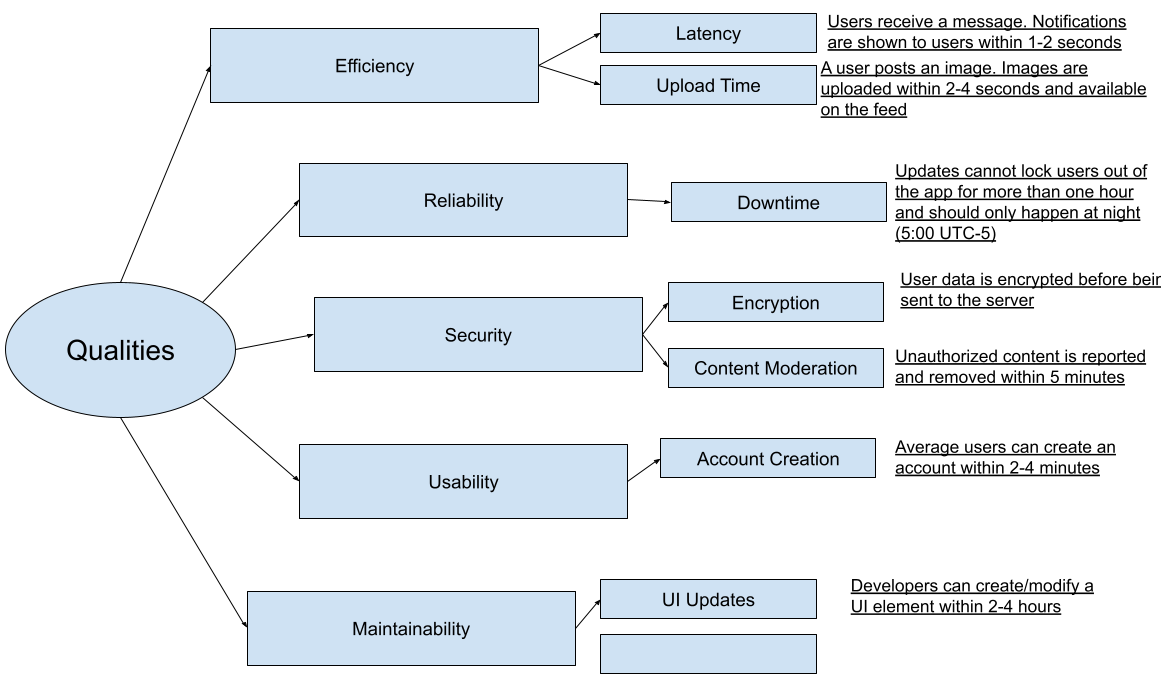 Efficiency
Latency
Users receive a message. Notifications
are shown to users within 1-2 seconds
Upload Time
A user posts an image. Images are
uploaded within 2-4 seconds and available
on the feed
Reliability
Downtime
Updates cannot lock users out of
the app for more than one hour
and should only happen at night
(5:00 UTC-5)
Qualities
Security
Encryption
User data is encrypted before bein
sent to the server
Content Moderation
Unauthorized content is reported
and removed within 5 minutes
Usability
Account Creation
Average users can create an
account within 2-4 minutes
Maintainability
UI Updates
Developers can create/modify a
UI element within 2-4 hours